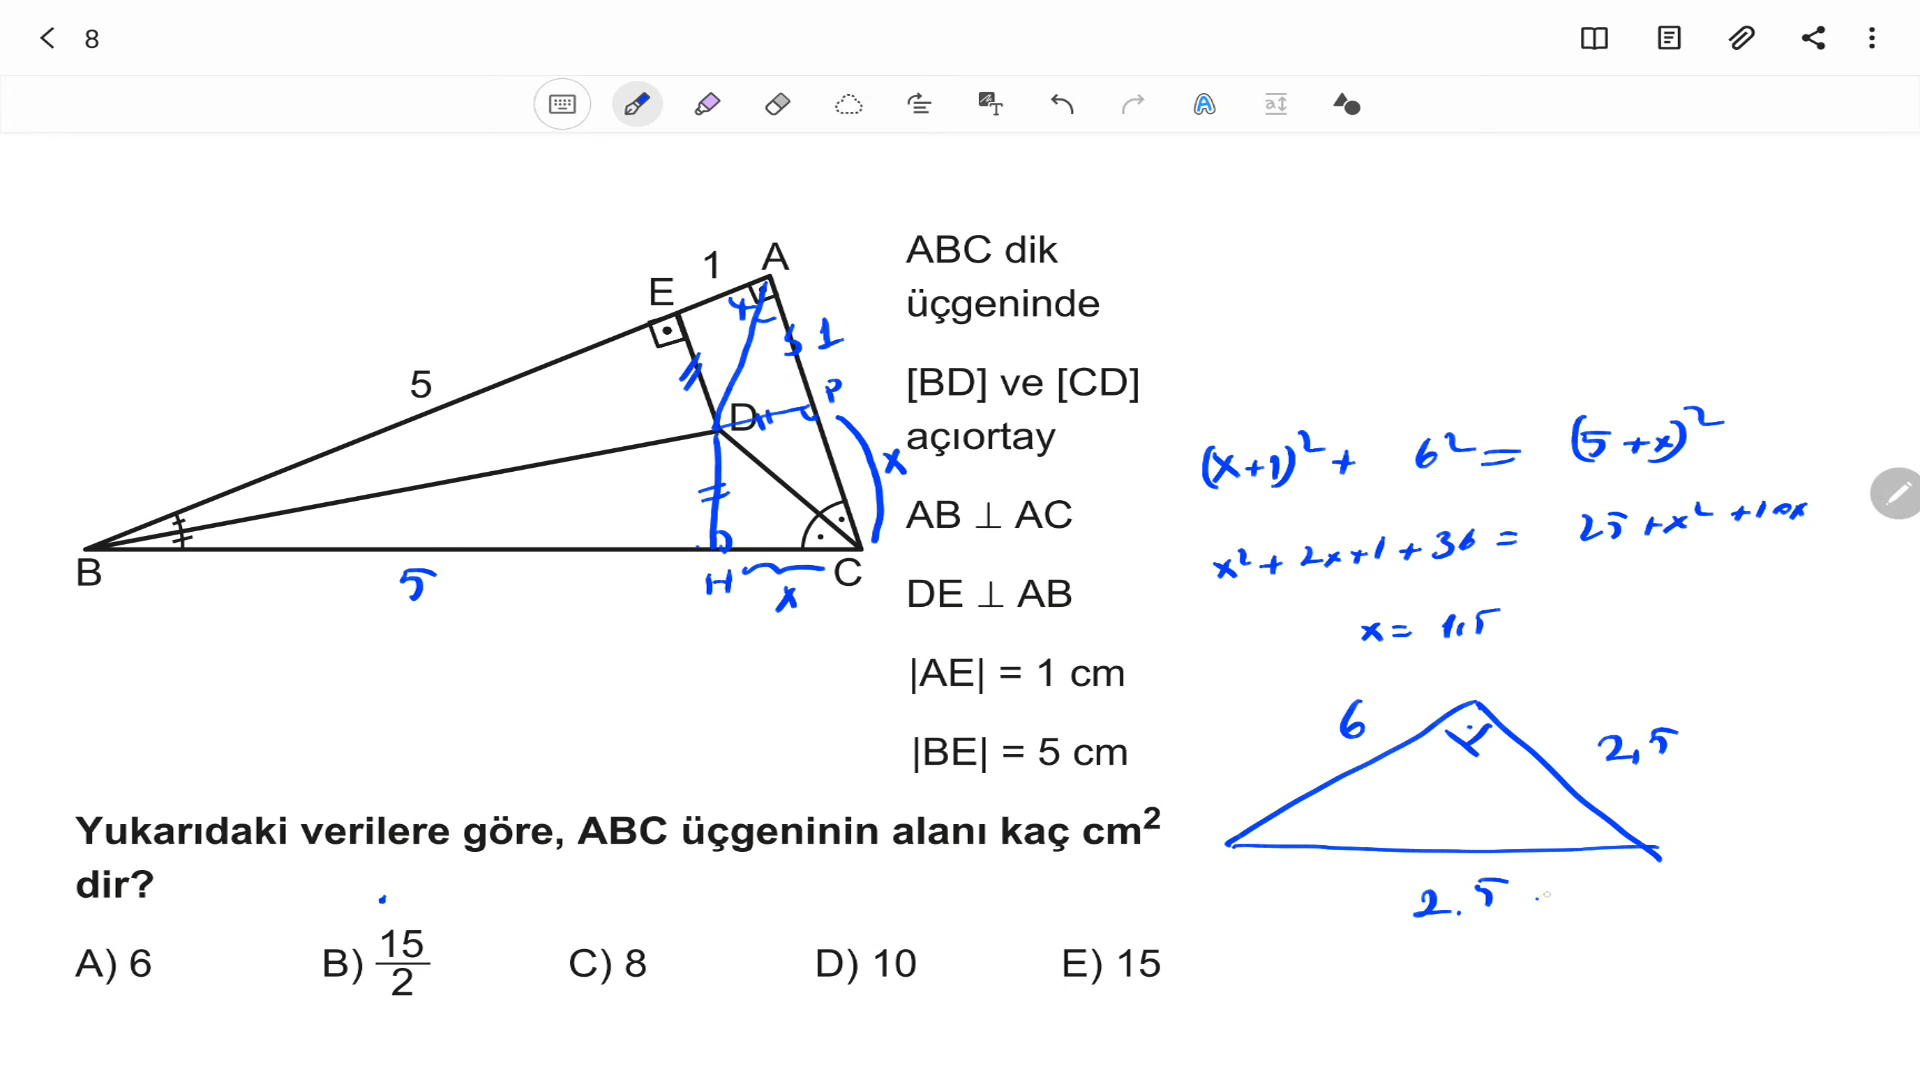 8
1
A
E
5
D
B
C
4
1
P
x
H
5
x
ABC dik
üçgeninde
[BD] ve [CD]
açıortay
AB ⊥ AC
DE ⊥ AB
|AE| = 1 cm
|BE| = 5 cm
(x+1)² + 6² = (5+x)²
x² + 2x+1 + 36 = 25 + x² + 10x
x = 1,5
6
2,5
2.5
Yukarıdaki verilere göre, ABC üçgeninin alanı kaç cm²
dir?
A) 6 B) 15/2 C) 8 D) 10 E) 15